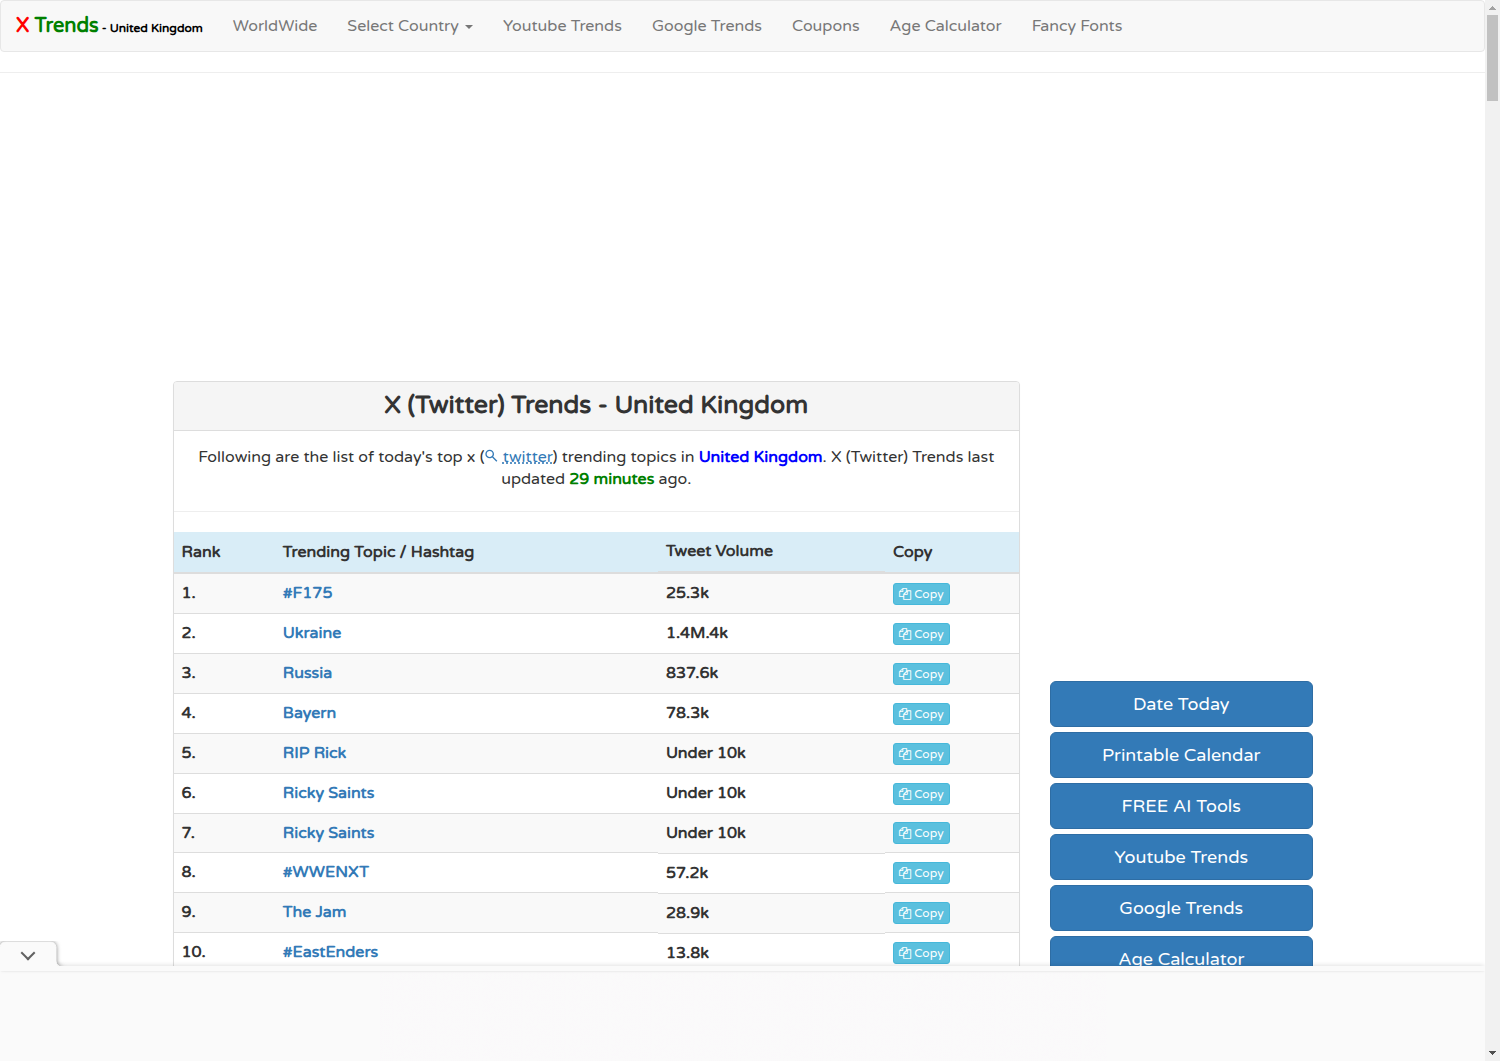 X Trends - United Kingdom WorldWide Select Country Youtube Trends Google Trends Coupons Age Calculator Fancy Fonts
X (Twitter) Trends - United Kingdom
Following are the list of today's top x ( twitter) trending topics in United Kingdom. X (Twitter) Trends last
updated 29 minutes ago.
Rank Trending Topic / Hashtag Tweet Volume Copy
1. #F175 25.3k Copy
2. Ukraine 1.4M.4k Copy
3. Russia 837.6k Copy
4. Bayern 78.3k Copy
5. RIP Rick Under 10k Copy
6. Ricky Saints Under 10k Copy
7. Ricky Saints Under 10k Copy
8. #WWENXT 57.2k Copy
9. The Jam 28.9k Copy
10. #EastEnders 13.8k Copy
Date Today
Printable Calendar
FREE AI Tools
Youtube Trends
Google Trends
Age Calculator